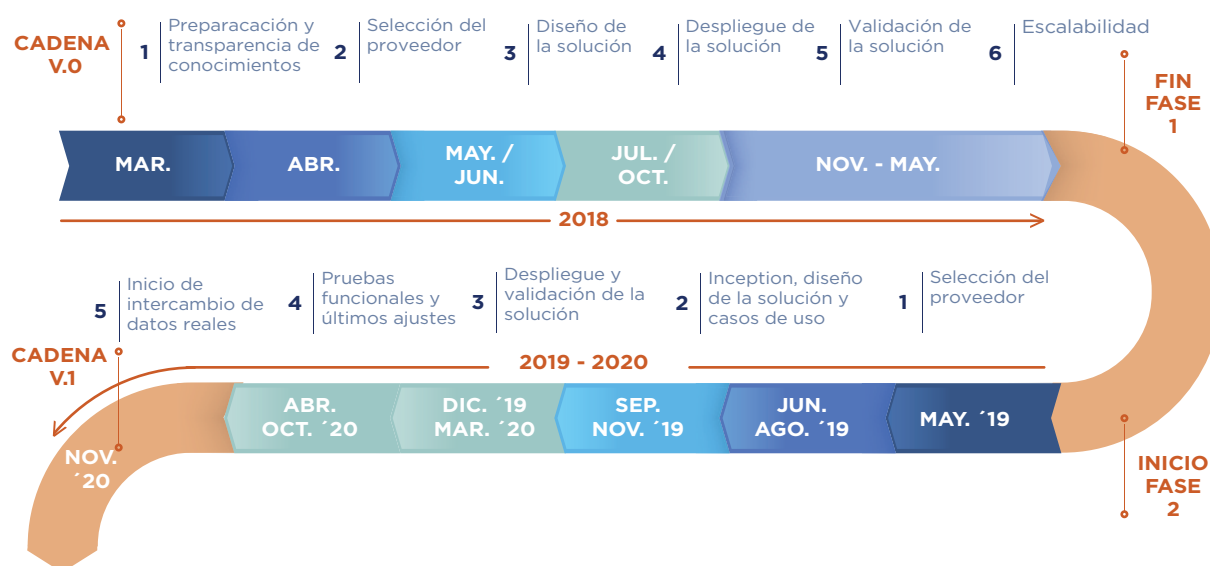 CADENA
V.0
1
Preparacación y
transparencia de
conocimientos
2
Selección del
proveedor
3
Diseño de
la solución
4
Despliegue de
la solución
5
Validación de
la solución
6
Escalabilidad
FIN
FASE
1
MAR.
ABR.
MAY. /
JUN.
JUL. /
OCT.
NOV. - MAY.
2018
5
Inicio de
intercambio de
datos reales
4
Pruebas
funcionales y
últimos ajustes
3
Despliegue y
validación de la
solución
2
Inception, diseño
de la solución y
casos de uso
1
Selección del
proveedor
CADENA
V.1
2019 - 2020
NOV.
´20
ABR.
OCT. ´20
DIC. ´19
MAR. ´20
SEP.
NOV. ´19
JUN.
AGO. ´19
MAY. ´19
INICIO
FASE
2